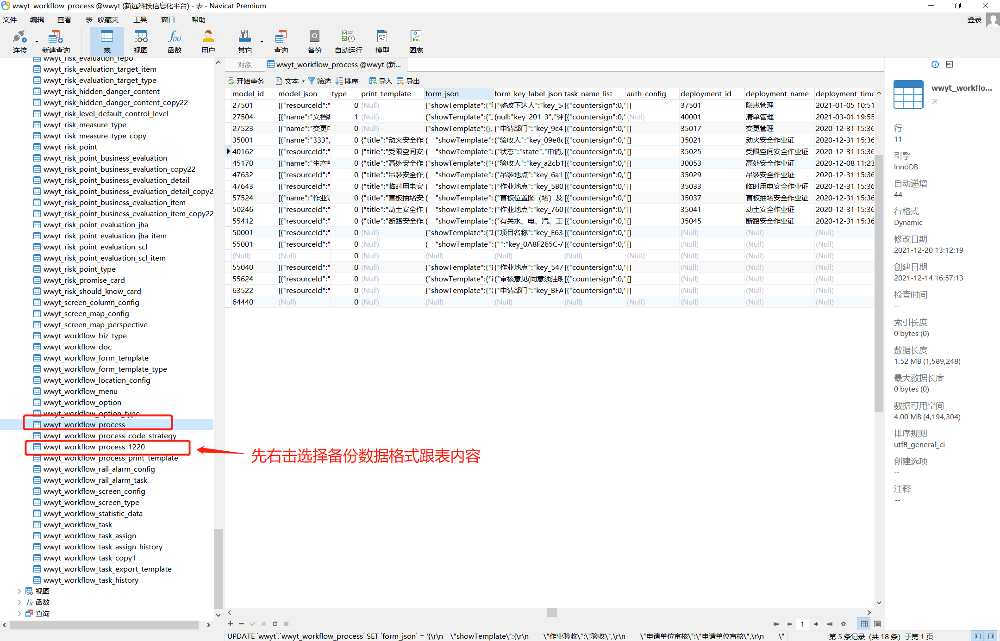 wwyt_workflow_process @wwyt (新远科技信息化平台) - 表 - Navicat Premium
文件 编辑 查看 表 收藏夹 工具 窗口 帮助 登录
连接 新建查询 表 视图 函数 用户 其它 查询 备份 自动运行 模型 图表
wwyt_risk_evaluation_repo
wwyt_risk_evaluation_target_item
wwyt_risk_evaluation_target_type
wwyt_risk_hidden_danger_content
wwyt_risk_hidden_danger_content_copy22
wwyt_risk_level_default_control_level
wwyt_risk_measure_type
wwyt_risk_measure_type_copy
wwyt_risk_point
wwyt_risk_point_business_evaluation
wwyt_risk_point_business_evaluation_copy22
wwyt_risk_point_business_evaluation_detail
wwyt_risk_point_business_evaluation_detail_copy2
wwyt_risk_point_business_evaluation_item
wwyt_risk_point_business_evaluation_item_copy22
wwyt_risk_point_evaluation_jha
wwyt_risk_point_evaluation_jha_item
wwyt_risk_point_evaluation_scl
wwyt_risk_point_evaluation_scl_item
wwyt_risk_point_type
wwyt_risk_promise_card
wwyt_risk_should_know_card
wwyt_screen_column_config
wwyt_screen_map_config
wwyt_screen_map_perspective
wwyt_workflow_biz_type
wwyt_workflow_doc
wwyt_workflow_form_template
wwyt_workflow_form_template_type
wwyt_workflow_location_config
wwyt_workflow_menu
wwyt_workflow_option
wwyt_workflow_option_type
wwyt_workflow_process
wwyt_workflow_process_code_strategy
wwyt_workflow_process_1220
wwyt_workflow_process_print_template
wwyt_workflow_rail_alarm_config
wwyt_workflow_rail_alarm_task
wwyt_workflow_screen_config
wwyt_workflow_screen_type
wwyt_workflow_statistic_data
wwyt_workflow_task
wwyt_workflow_task_assign
wwyt_workflow_task_assign_history
wwyt_workflow_task_copy1
wwyt_workflow_task_export_template
wwyt_workflow_task_history
视图
函数
查询
对象 wwyt_workflow_process @wwyt (新...
开始事务 文本 筛选 排序 导入 导出
model_id model_json type print_template form_json form_key_label_json task_name_list auth_config deployment_id deployment_name deployment_time
27501 [{"resourceId":" 0 (Null) {"showTemplate":{" {"整改下达人":"key_5 [{"countersign":0," [] 37501 隐患管理 2021-01-05 10:51
27504 [{"name":"文档编 1 (Null) {"showTemplate":{" {null:"key_201_3","评 [{"countersign":0," (Null) 40001 清单管理 2021-03-01 19:55
27523 [{"name":"变更申 0 (Null) {"showTemplate":{}, {"申请部门":"key_9c4 [{"countersign":0," [] 35017 变更管理 2020-12-31 15:36
35001 [{"name":"333", 0 {"title":"动火安全作 { "showTemplate": {"验收人":"key_09e8c [{"countersign":0," [] 35021 动火安全作业证 2020-12-31 15:36
40162 [{"resourceId":" 0 {"title":"受限空间安 { "showTemplate": {"状态":"state","申请 [{"countersign":0," [] 35025 受限空间安全作业证 2020-12-31 15:36
45170 [{"name":"生产单 0 {"title":"高处安全作 {"showTemplate":{" {"验收人":"key_a2cb1 [{"countersign":0," [] 30053 高处安全作业证 2020-12-08 11:23
47632 [{"resourceId":" 0 {"title":"吊装安全作 { "showTemplate": {"吊装地点":"key_6a1 [{"countersign":0," [] 35029 吊装安全作业证 2020-12-31 15:36
47643 [{"resourceId":" 0 {"title":"临时用电安 { "showTemplate": {"作业地点":"key_5B0 [{"countersign":0," [] 35033 临时用电安全作业证 2020-12-31 15:36
57524 [{"name":"作业证 0 {"title":"盲板抽堵安 { "showTemplate": {"盲板位置图（堵）及 [{"countersign":0," [] 35037 盲板抽堵安全作业证 2020-12-31 15:36
50246 [{"resourceId":" 0 {"title":"动土安全作 { "showTemplate": {"作业地点":"key_760 [{"countersign":0," [] 35041 动土安全作业证 2020-12-31 15:36
55412 [{"resourceId":" 0 {"title":"断路安全作 { "showTemplate": {"有关水、电、汽、工 [{"countersign":0," [] 35045 断路安全作业证 2020-12-31 15:36
50001 [{"resourceId":" 0 (Null) {"showTemplate":{" {"项目名称":"key_E63 [{"countersign":0," [] (Null) (Null) (Null)
55001 [{"resourceId":" 0 (Null) { "showTemplate": {"":"key_0A8F265C-A [{"countersign":0," [] (Null) (Null) (Null)
(Null) (Null) 0 (Null) (Null) (Null) (Null) (Null) (Null) (Null) (Null)
55040 [{"resourceId":" 0 (Null) {"showTemplate":{" {"作业地点":"key_547 [{"countersign":0," [] (Null) (Null) (Null)
55624 [{"resourceId":" 0 (Null) {"showTemplate":{" {"审核意见(同意须注明 [{"countersign":0," [] (Null) (Null) (Null)
63522 [{"resourceId":" 0 (Null) {"showTemplate":{" {"申请部门":"key_BFA [{"countersign":0," [] (Null) (Null) (Null)
64440 (Null) 0 (Null) (Null) (Null) (Null) (Null) (Null) (Null) (Null)
先右击选择备份数据格式跟表内容
wwyt_workflo...
表
行
11
引擎
InnoDB
自动递增
44
行格式
Dynamic
修改日期
2021-12-20 13:12:19
创建日期
2021-12-14 16:57:13
检查时间
--
索引长度
0 bytes (0)
数据长度
1.52 MB (1,589,248)
最大数据长度
0 bytes (0)
数据可用空间
4.00 MB (4,194,304)
排序规则
utf8_general_ci
创建选项
--
注释
--
1
UPDATE `wwyt`.`wwyt_workflow_process` SET `form_json` = '{\r\n \"showTemplate\":{\r\n \"作业验收\":\"验收\",\r\n \"申请单位审核\":\"申请单位审核\",\r\n \" 第 5 条记录 (共 18 条) 于第 1 页